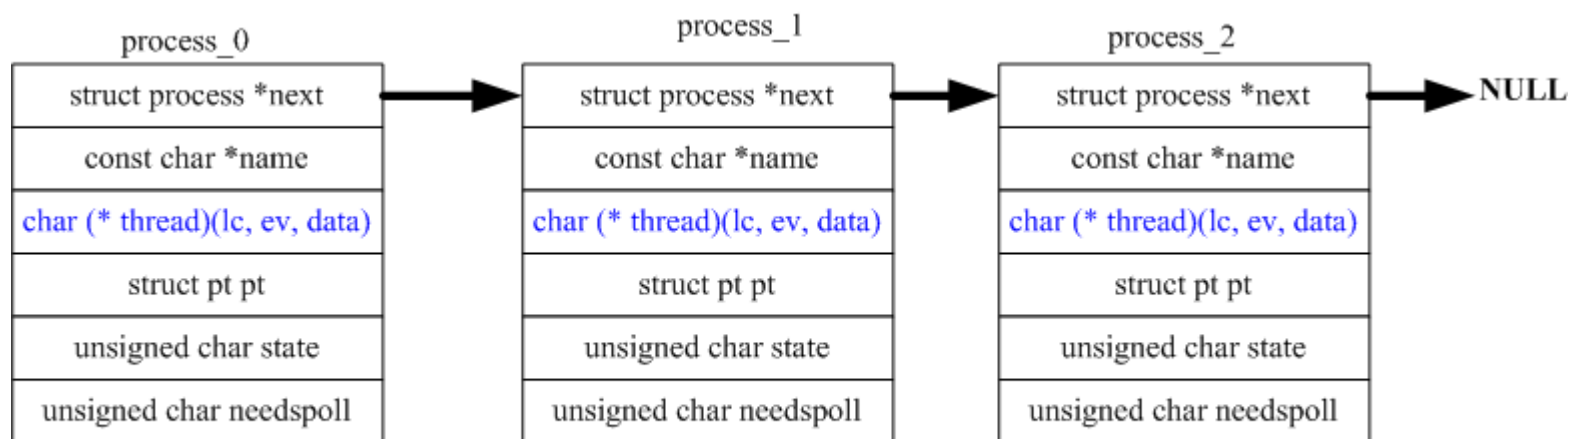 process_0
process_1
process_2
struct process *next
struct process *next
struct process *next
NULL
const char *name
const char *name
const char *name
char (* thread)(lc, ev, data)
char (* thread)(lc, ev, data)
char (* thread)(lc, ev, data)
struct pt pt
struct pt pt
struct pt pt
unsigned char state
unsigned char state
unsigned char state
unsigned char needspoll
unsigned char needspoll
unsigned char needspoll